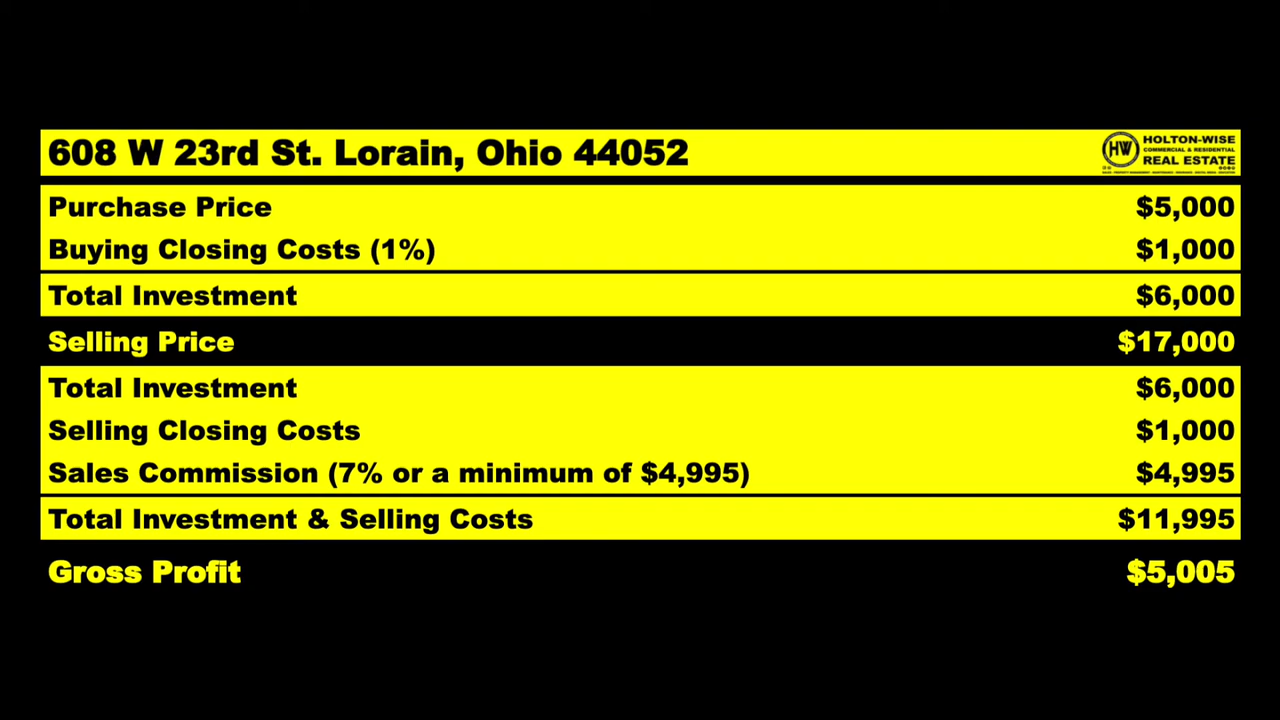 608 W 23rd St. Lorain, Ohio 44052
HW
HOLTON-WISE
COMMERCIAL & RESIDENTIAL
REAL ESTATE
Purchase Price $5,000
Buying Closing Costs (1%) $1,000
Total Investment $6,000
Selling Price $17,000
Total Investment $6,000
Selling Closing Costs $1,000
Sales Commission (7% or a minimum of $4,995) $4,995
Total Investment & Selling Costs $11,995
Gross Profit $5,005